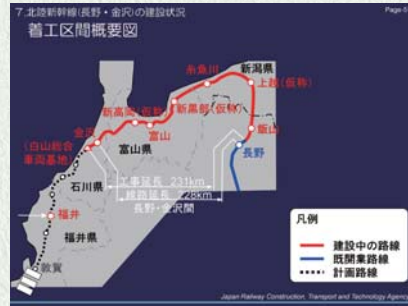 7.北陸新幹線(長野・金沢)の建設状況
Page-5
着工区間概要図
糸魚川
新潟県
上越(仮称)
新高岡(仮称)
新黒部(仮称)
金沢
富山
飯山
(白山総合
車両基地)
富山県
長野
石川県
工事延長 231km
線路延長 228km
長野・金沢間
福井
福井県
敦賀
凡例
建設中の路線
既開業路線
計画路線
Japan Railway Construction, Transport and Technology Agency